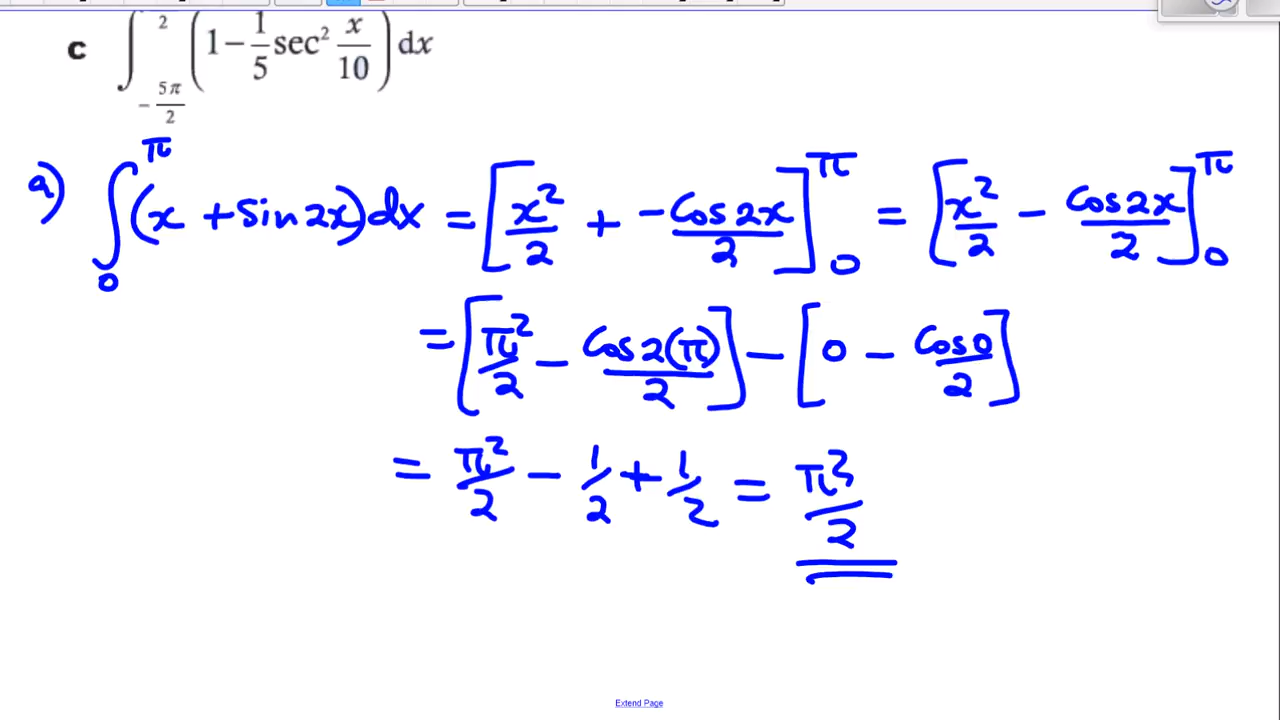 c ∫_{-5π/2}^{2} (1 - 1/5 sec² x/10) dx
a) ∫_0^π (x + sin2x)dx = [x²/2 + -cos2x/2]_0^π = [x²/2 - cos2x/2]_0^π
= [π²/2 - cos2(π)/2] - [0 - cos0/2]
= π²/2 - 1/2 + 1/2 = π²/2
Extend Page